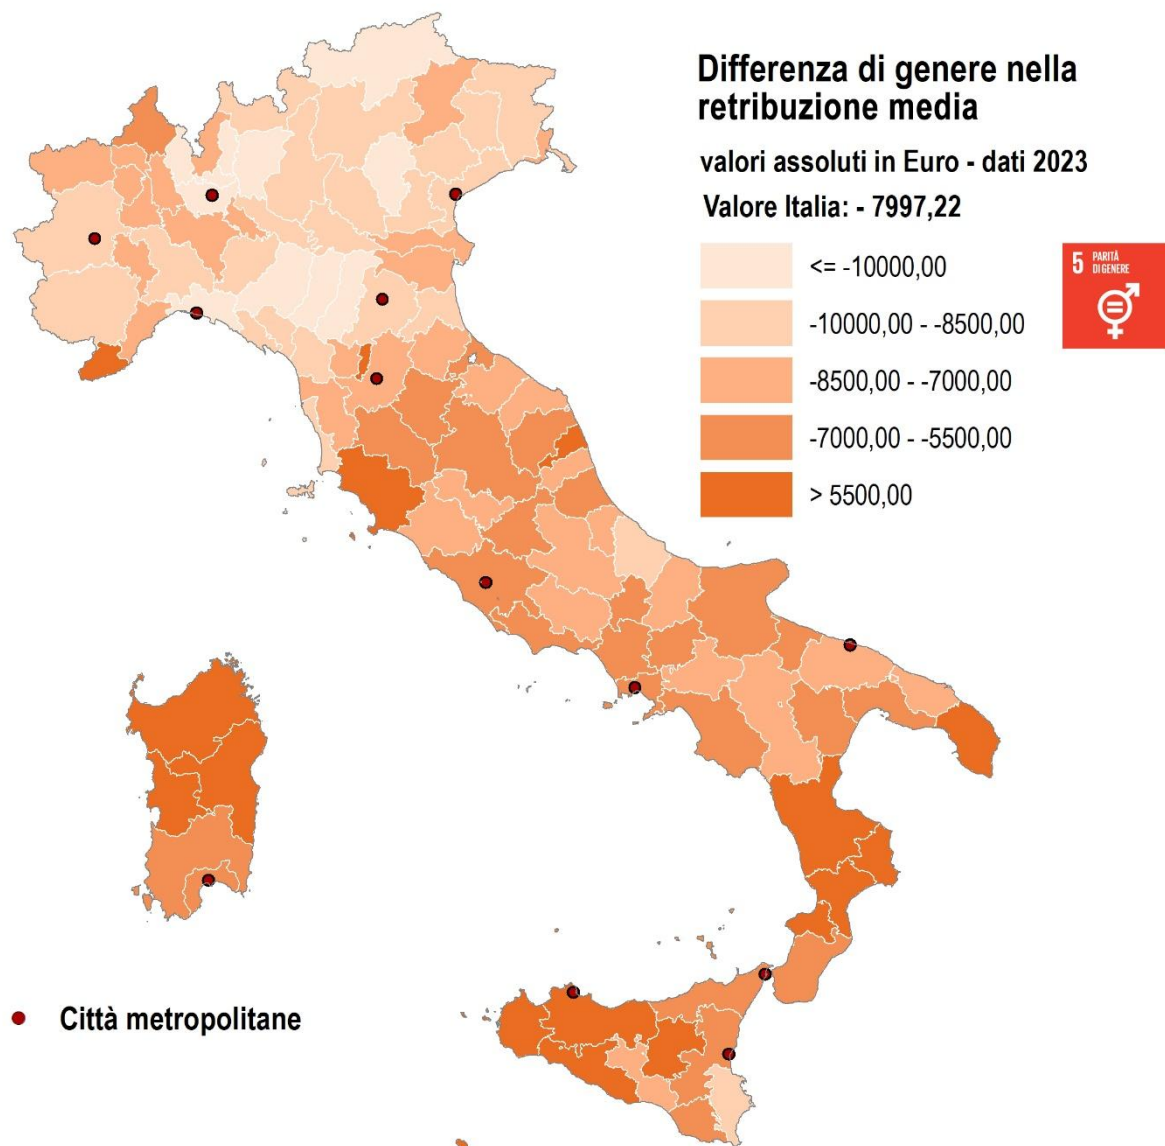 Differenza di genere nella
retribuzione media
valori assoluti in Euro - dati 2023
Valore Italia: - 7997,22
<= -10000,00
-10000,00 - -8500,00
-8500,00 - -7000,00
-7000,00 - -5500,00
> 5500,00
5 PARITÀ
DI GENERE
Città metropolitane